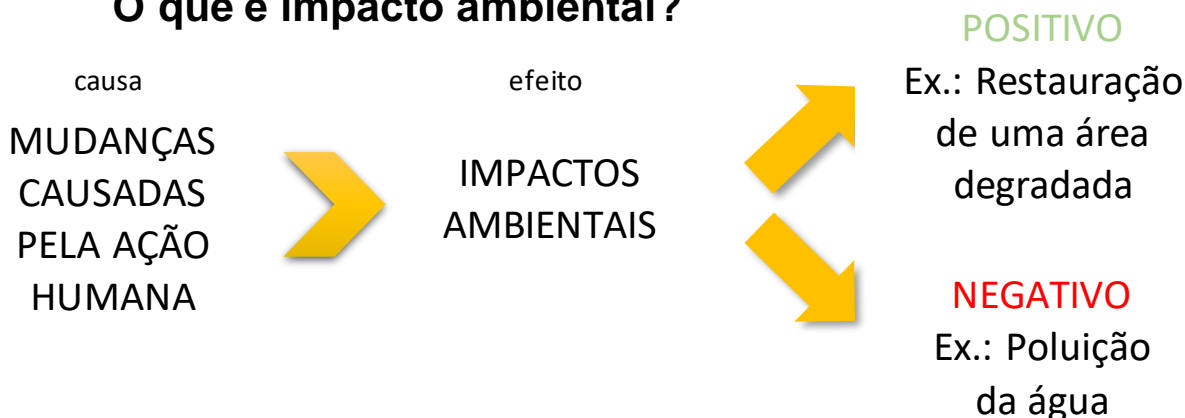 O que é impacto ambiental?
causa
MUDANÇAS
CAUSADAS
PELA AÇÃO
HUMANA
efeito
IMPACTOS
AMBIENTAIS
POSITIVO
Ex.: Restauração
de uma área
degradada
NEGATIVO
Ex.: Poluição
da água